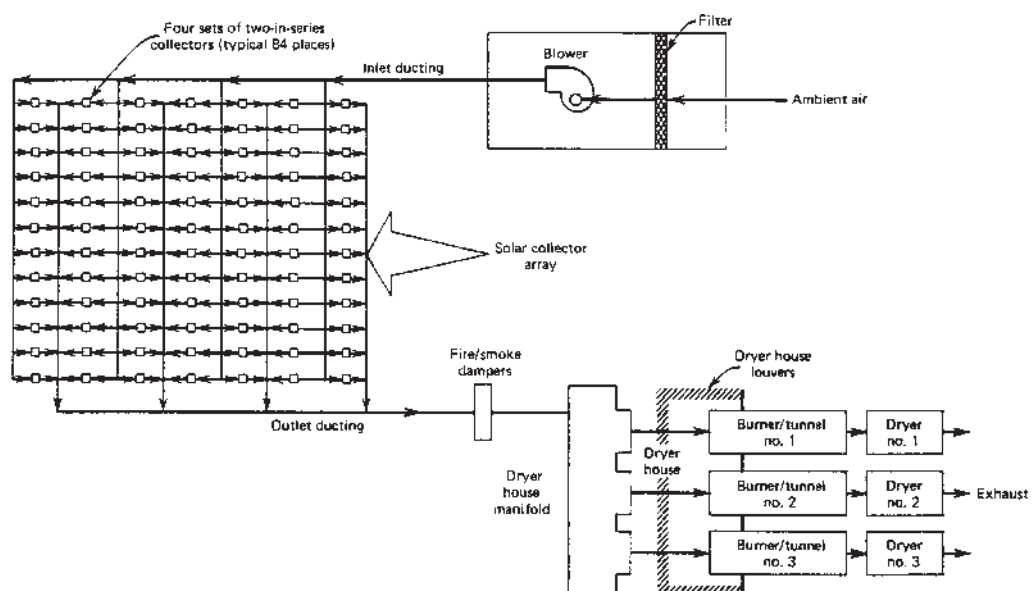 Four sets of two-in-series
collectors (typical 84 places)
Filter
Blower
Inlet ducting
Ambient air
Solar collector
array
Fire/smoke
dampers
Dryer house
louvers
Outlet ducting
Burner/tunnel
no. 1
Dryer
no. 1
Dryer
house
manifold
Dryer
house
Burner/tunnel
no. 2
Dryer
no. 2
Exhaust
Burner/tunnel
no. 3
Dryer
no. 3